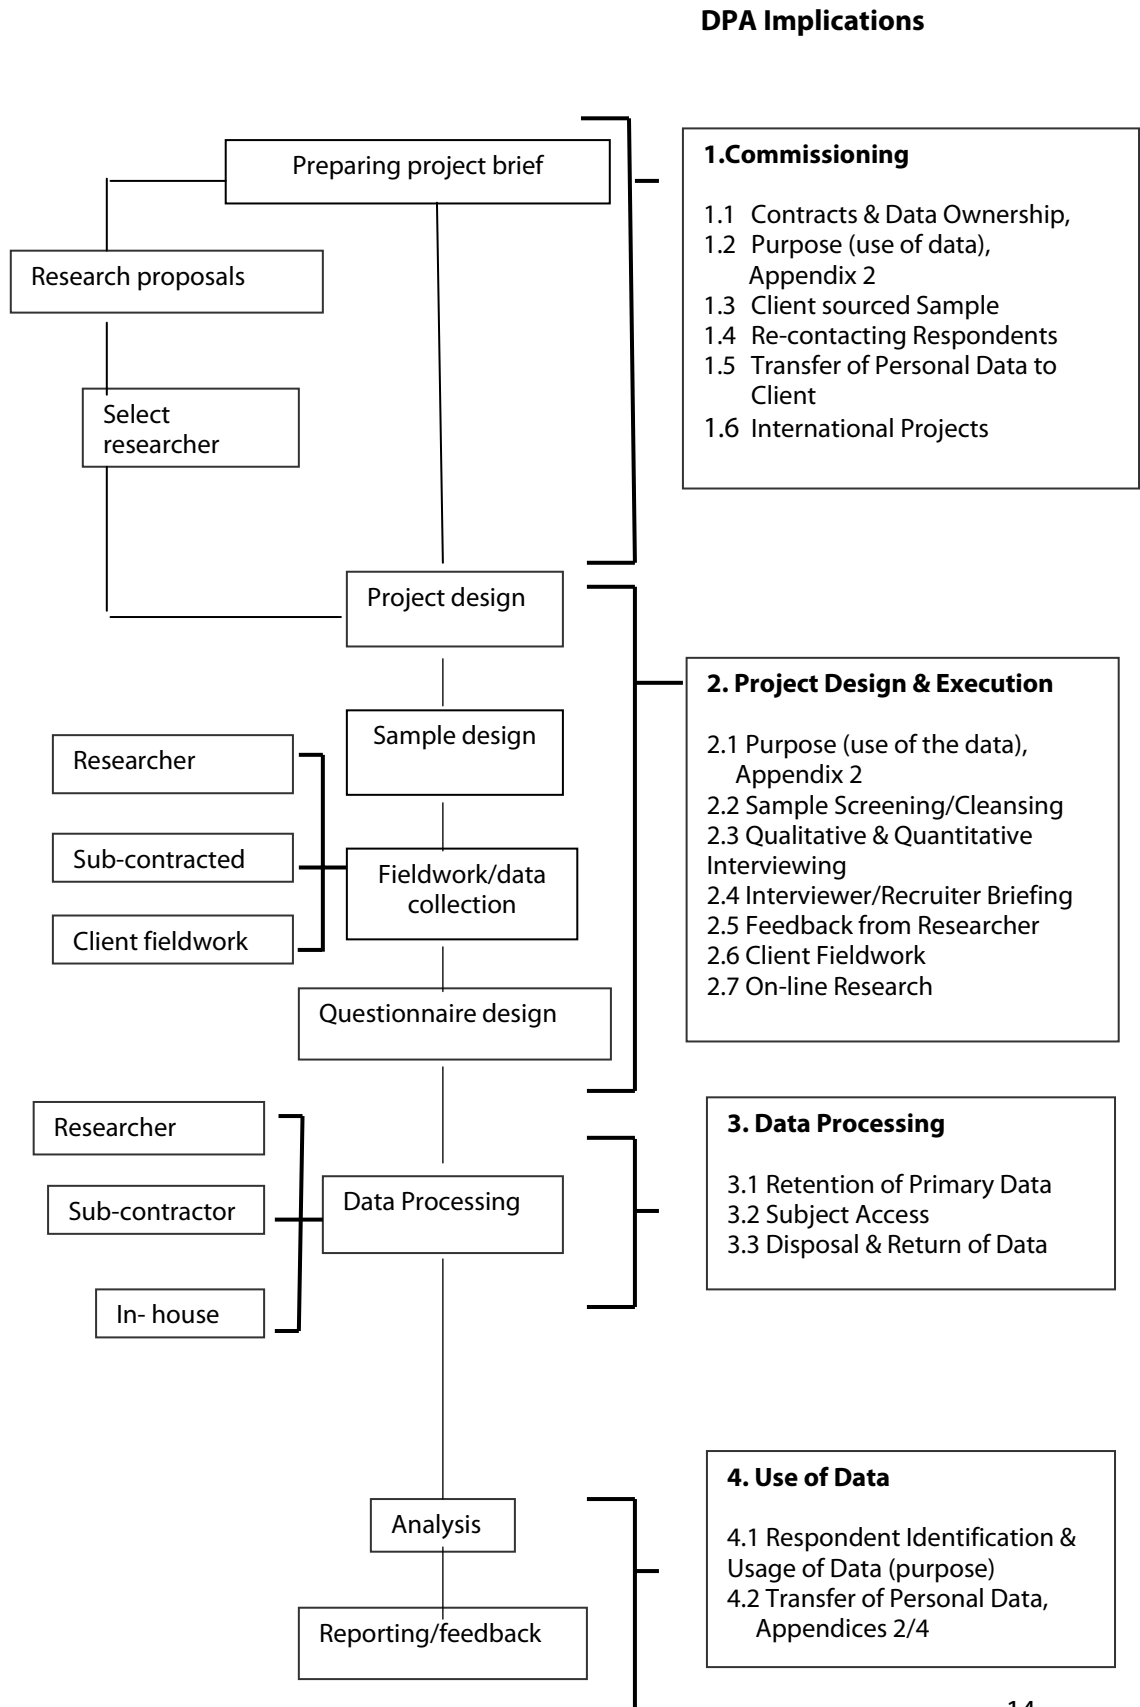 DPA Implications
Preparing project brief
Research proposals
Select
researcher
1.Commissioning
1.1 Contracts & Data Ownership,
1.2 Purpose (use of data),
Appendix 2
1.3 Client sourced Sample
1.4 Re-contacting Respondents
1.5 Transfer of Personal Data to
Client
1.6 International Projects
Project design
Sample design
Researcher
Sub-contracted
Client fieldwork
Fieldwork/data
collection
Questionnaire design
2. Project Design & Execution
2.1 Purpose (use of the data),
Appendix 2
2.2 Sample Screening/Cleansing
2.3 Qualitative & Quantitative
Interviewing
2.4 Interviewer/Recruiter Briefing
2.5 Feedback from Researcher
2.6 Client Fieldwork
2.7 On-line Research
Researcher
Sub-contractor
In- house
Data Processing
3. Data Processing
3.1 Retention of Primary Data
3.2 Subject Access
3.3 Disposal & Return of Data
Analysis
Reporting/feedback
4. Use of Data
4.1 Respondent Identification &
Usage of Data (purpose)
4.2 Transfer of Personal Data,
Appendices 2/4
14